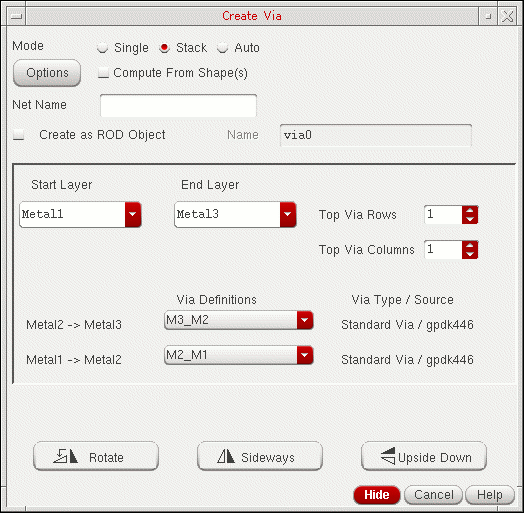 Create Via
Mode Single Stack Auto
Options Compute From Shape(s)
Net Name
Create as ROD Object Name via0
Start Layer End Layer
Metal1 Metal3 Top Via Rows 1
Top Via Columns 1
Via Definitions Via Type / Source
Metal2 -> Metal3 M3_M2 Standard Via / gpdk446
Metal1 -> Metal2 M2_M1 Standard Via / gpdk446
Rotate Sideways Upside Down
Hide Cancel Help